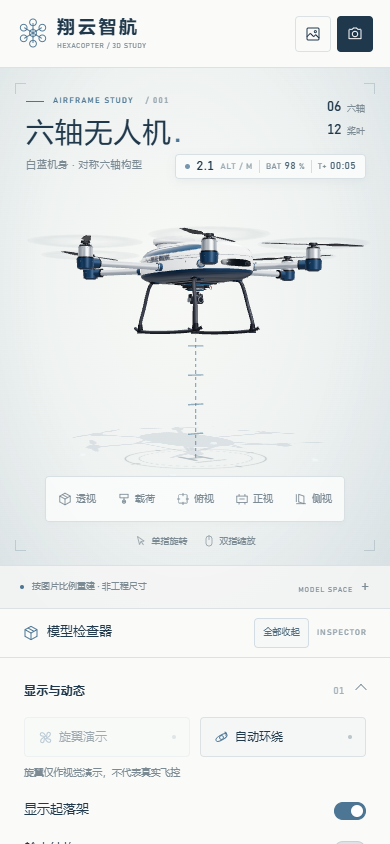 翔云智航
HEXACOPTER / 3D STUDY
AIRFRAME STUDY / 001
六轴无人机.
白蓝机身 · 对称六轴构型
06 六轴
12 桨叶
2.1 ALT / M BAT 98 % T+ 00:05
透视 载荷 俯视 正视 侧视
单指旋转 双指缩放
按图片比例重建 · 非工程尺寸
MODEL SPACE +
模型检查器
全部收起
INSPECTOR
显示与动态
01
旋翼演示
自动环绕
旋翼仅作视觉演示，不代表真实飞控
显示起落架